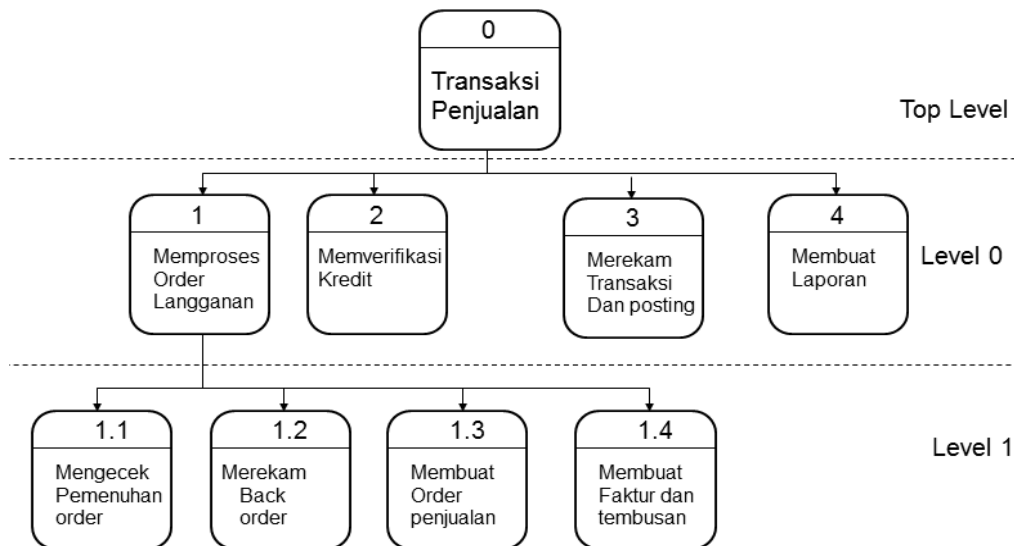 0
Transaksi
Penjualan
Top Level
1
Memproses
Order
Langganan
2
Memverifikasi
Kredit
3
Merekam
Transaksi
Dan posting
4
Membuat
Laporan
Level 0
1.1
Mengecek
Pemenuhan
order
1.2
Merekam
Back
order
1.3
Membuat
Order
penjualan
1.4
Membuat
Faktur dan
tembusan
Level 1